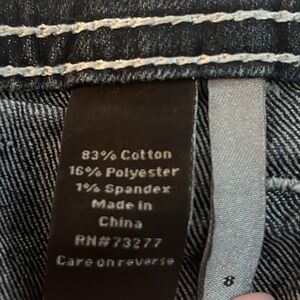 83% Cotton
16% Polyester
1% Spandex
Made in
China
RN#73277
Care on reverse
8